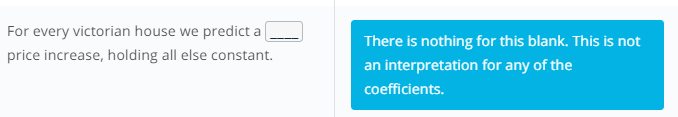 For every victorian house we predict a ____
price increase, holding all else constant.
There is nothing for this blank. This is not
an interpretation for any of the
coefficients.